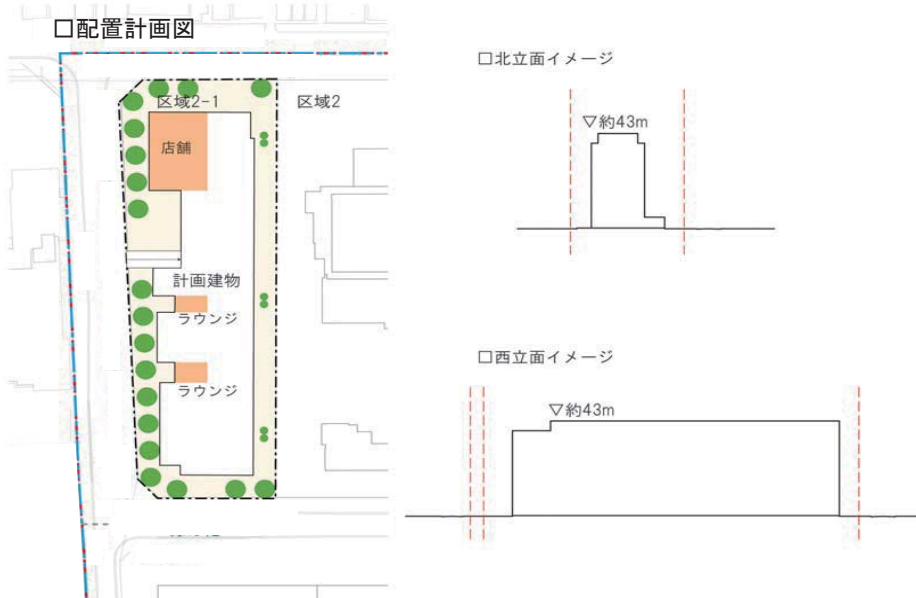 □配置計画図
区域2-1
区域2
店舗
計画建物
ラウンジ
ラウンジ
□北立面イメージ
▽約43m
□西立面イメージ
▽約43m